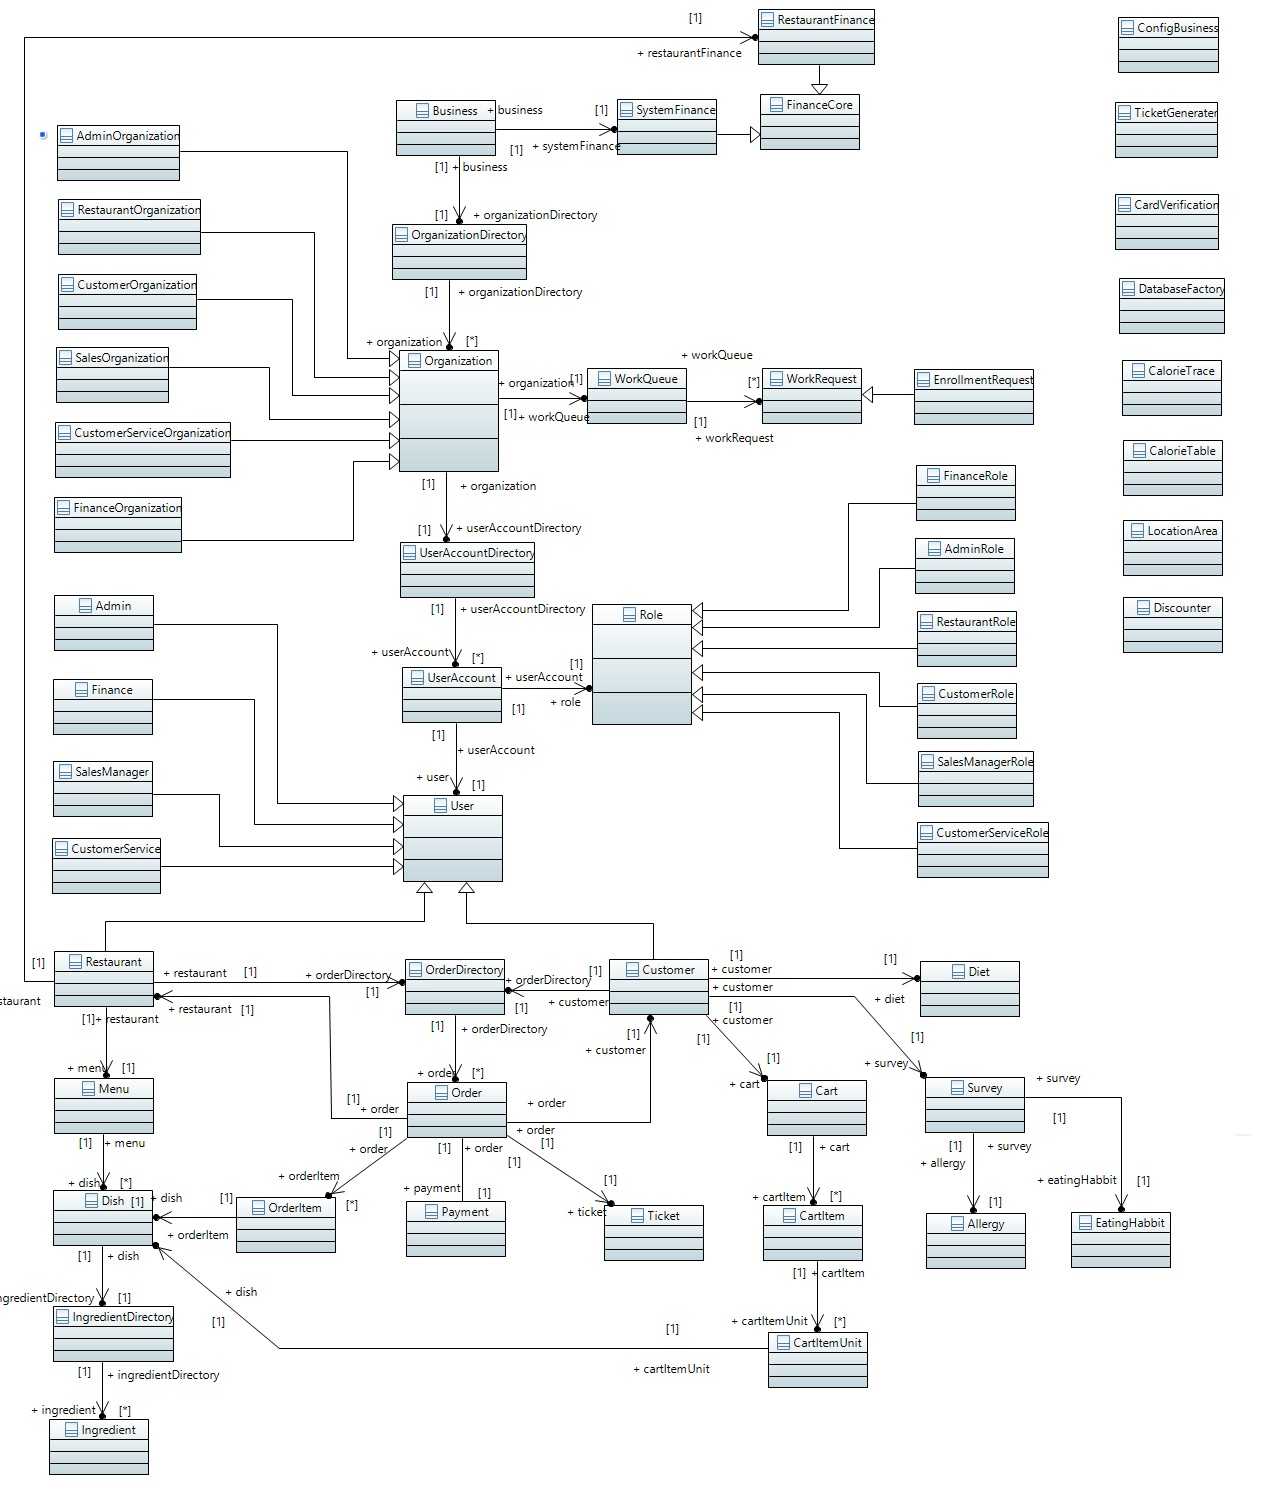 [1]
RestaurantFinance
+ restaurantFinance
ConfigBusiness
Business
+ business
[1]
SystemFinance
FinanceCore
[1]
+ systemFinance
TicketGenerater
AdminOrganization
[1]
+ business
RestaurantOrganization
[1]
+ organizationDirectory
OrganizationDirectory
CardVerification
CustomerOrganization
[1]
+ organizationDirectory
DatabaseFactory
+ organization
[*]
SalesOrganization
Organization
+ workQueue
+ organization
[1]
WorkQueue
[*]
WorkRequest
EnrollmentRequest
CalorieTrace
[1]
+ workQueue
[1]
+ workRequest
CustomerServiceOrganization
CalorieTable
[1]
+ organization
FinanceRole
FinanceOrganization
[1]
+ userAccountDirectory
LocationArea
UserAccountDirectory
AdminRole
Admin
[1]
+ userAccountDirectory
Role
Discounter
RestaurantRole
+ userAccount
[*]
[1]
Finance
UserAccount
+ userAccount
[1]
+ role
CustomerRole
[1]
+ userAccount
SalesManager
SalesManagerRole
+ user
[1]
User
CustomerService
CustomerServiceRole
[1]
Restaurant
+ restaurant
[1]
+ orderDirectory
[1]
OrderDirectory
+ orderDirectory
[1]
Customer
[1]
+ customer
+ customer
[1]
Diet
+ diet
staurant
+ restaurant
[1]
[1]
+ customer
[1]
+ customer
[1]
+ restaurant
[1]
+ orderDirectory
[1]
+ customer
[1]
[1]
+ menu
[1]
+ order
[*]
[1]
+ cart
[1]
+ survey
+ survey
Menu
Order
Cart
Survey
[1]
+ order
+ order
+ order
[1]
[1]
+ menu
[1]
+ order
[1]
+ order
[1]
[1]
[1]
+ cart
[1]
+ survey
+ allergy
+ dish
[*]
+ orderItem
+ payment
[1]
[1]
+ eatingHabbit
[1]
Dish
[1]
+ dish
[1]
OrderItem
[*]
Payment
+ ticket
Ticket
+ cartItem
[*]
CartItem
[1]
Allergy
EatingHabbit
+ orderItem
[1]
+ dish
[1]
+ cartItem
ngredientDirectory
[1]
+ dish
IngredientDirectory
[1]
[1]
+ cartItemUnit
[*]
CartItemUnit
[1]
+ ingredientDirectory
+ cartItemUnit
+ ingredient
[*]
Ingredient